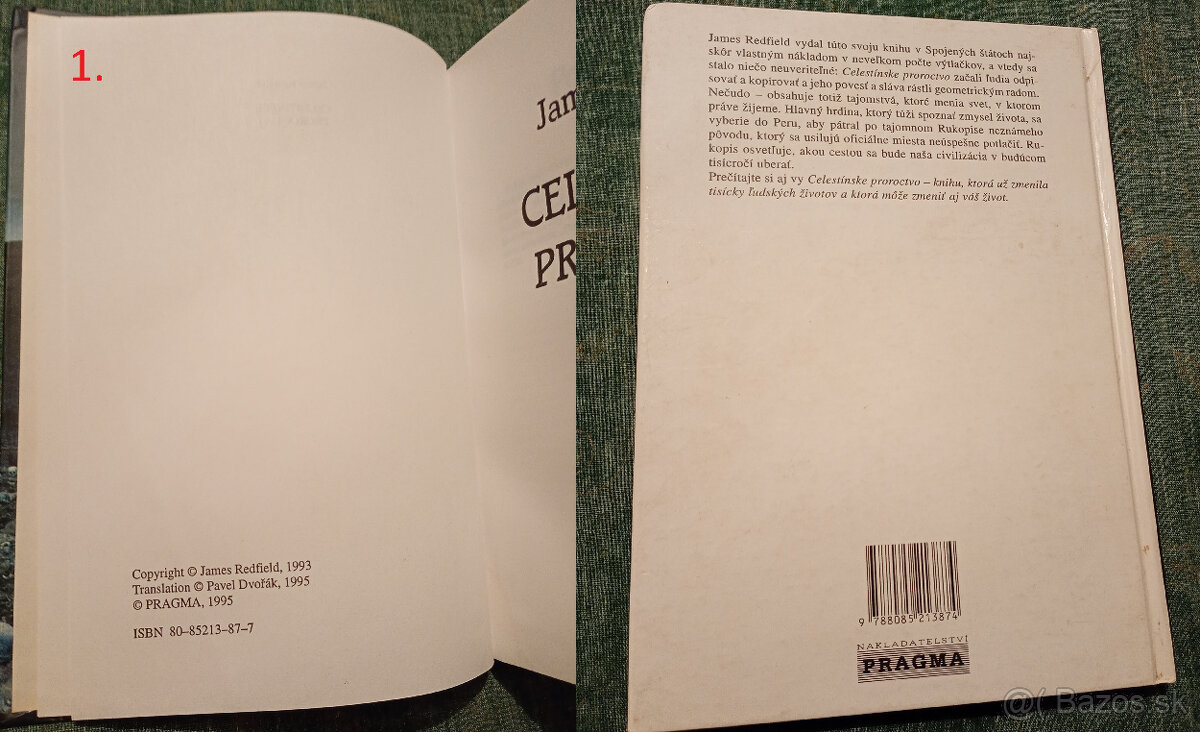 1.
Jam
CEL
PR
Copyright © James Redfield, 1993
Translation © Pavel Dvořák, 1995
© PRAGMA, 1995
ISBN 80–85213–87–7
James Redfield vydal túto svoju knihu v Spojených štátoch naj-
skôr vlastným nákladom v neveľkom počte výtlačkov, a vtedy sa
stalo niečo neuveriteľné: Celestínske proroctvo začali ľudia odpi-
sovať a kopírovať a jeho povesť a sláva rástli geometrickým radom.
Nečudo – obsahuje totiž tajomstvá, ktoré menia svet, v ktorom
práve žijeme. Hlavný hrdina, ktorý túži spoznať zmysel života, sa
vyberie do Peru, aby pátral po tajomnom Rukopise neznámeho
pôvodu, ktorý sa usilujú oficiálne miesta neúspešne potlačiť. Ru-
kopis osvetľuje, akou cestou sa bude naša civilizácia v budúcom
tisícročí uberať.
Prečítajte si aj vy Celestínske proroctvo – knihu, ktorá už zmenila
tisícky ľudských životov a ktorá môže zmeniť aj váš život.
9 788085 213874
NAKLADATELSTVÍ
PRAGMA
@( Bazos.sk